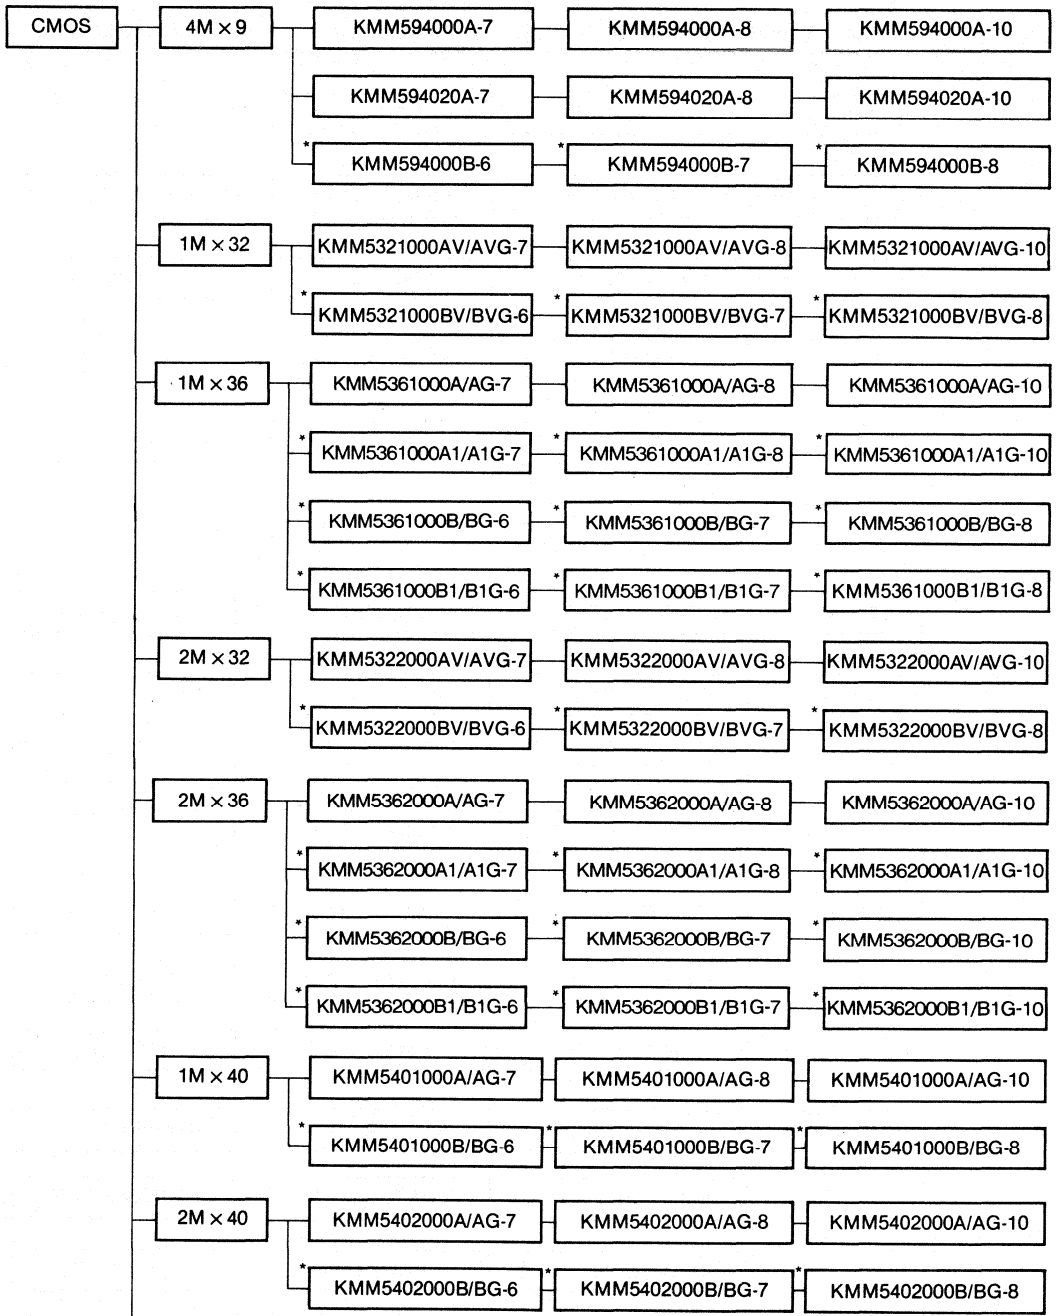 CMOS 4M × 9 KMM594000A-7 KMM594000A-8 KMM594000A-10
KMM594020A-7 KMM594020A-8 KMM594020A-10
* KMM594000B-6 * KMM594000B-7 * KMM594000B-8
1M × 32 KMM5321000AV/AVG-7 KMM5321000AV/AVG-8 KMM5321000AV/AVG-10
* KMM5321000BV/BVG-6 * KMM5321000BV/BVG-7 * KMM5321000BV/BVG-8
1M × 36 KMM5361000A/AG-7 KMM5361000A/AG-8 KMM5361000A/AG-10
* KMM5361000A1/A1G-7 * KMM5361000A1/A1G-8 * KMM5361000A1/A1G-10
* KMM5361000B/BG-6 * KMM5361000B/BG-7 * KMM5361000B/BG-8
* KMM5361000B1/B1G-6 * KMM5361000B1/B1G-7 * KMM5361000B1/B1G-8
2M × 32 KMM5322000AV/AVG-7 KMM5322000AV/AVG-8 KMM5322000AV/AVG-10
* KMM5322000BV/BVG-6 * KMM5322000BV/BVG-7 * KMM5322000BV/BVG-8
2M × 36 KMM5362000A/AG-7 KMM5362000A/AG-8 KMM5362000A/AG-10
* KMM5362000A1/A1G-7 * KMM5362000A1/A1G-8 * KMM5362000A1/A1G-10
* KMM5362000B/BG-6 * KMM5362000B/BG-7 * KMM5362000B/BG-10
* KMM5362000B1/B1G-6 * KMM5362000B1/B1G-7 * KMM5362000B1/B1G-10
1M × 40 KMM5401000A/AG-7 KMM5401000A/AG-8 KMM5401000A/AG-10
* KMM5401000B/BG-6 * KMM5401000B/BG-7 * KMM5401000B/BG-8
2M × 40 KMM5402000A/AG-7 KMM5402000A/AG-8 KMM5402000A/AG-10
* KMM5402000B/BG-6 * KMM5402000B/BG-7 * KMM5402000B/BG-8